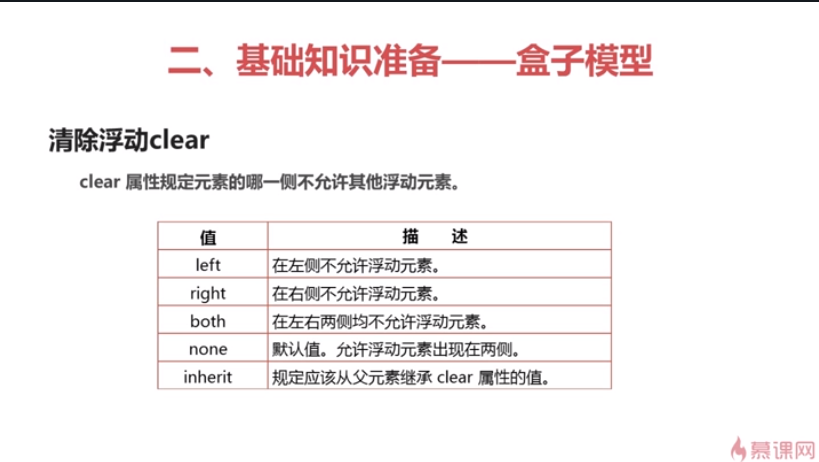 二、基础知识准备——盒子模型
清除浮动clear
clear 属性规定元素的哪一侧不允许其他浮动元素。
值 描 述
left 在左侧不允许浮动元素。
right 在右侧不允许浮动元素。
both 在左右两侧均不允许浮动元素。
none 默认值。允许浮动元素出现在两侧。
inherit 规定应该从父元素继承 clear 属性的值。
慕课网